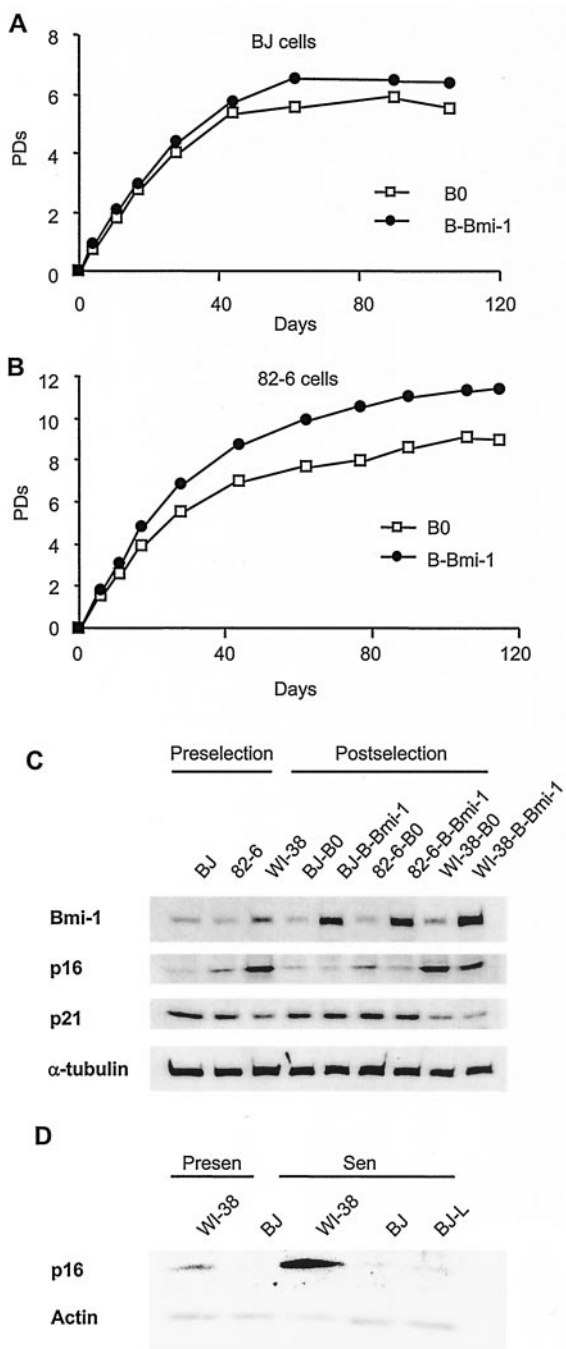 A
BJ cells
8
6
4
2
0
PDs
B0
B-Bmi-1
0 40 80 120
Days
B
82-6 cells
12
10
8
6
4
2
0
PDs
B0
B-Bmi-1
0 40 80 120
Days
C
Preselection Postselection
BJ 82-6 WI-38 BJ-B0 BJ-B-Bmi-1 82-6-B0 82-6-B-Bmi-1 WI-38-B0 WI-38-B-Bmi-1
Bmi-1
p16
p21
α-tubulin
D
Presen Sen
WI-38 BJ WI-38 BJ BJ-L
p16
Actin